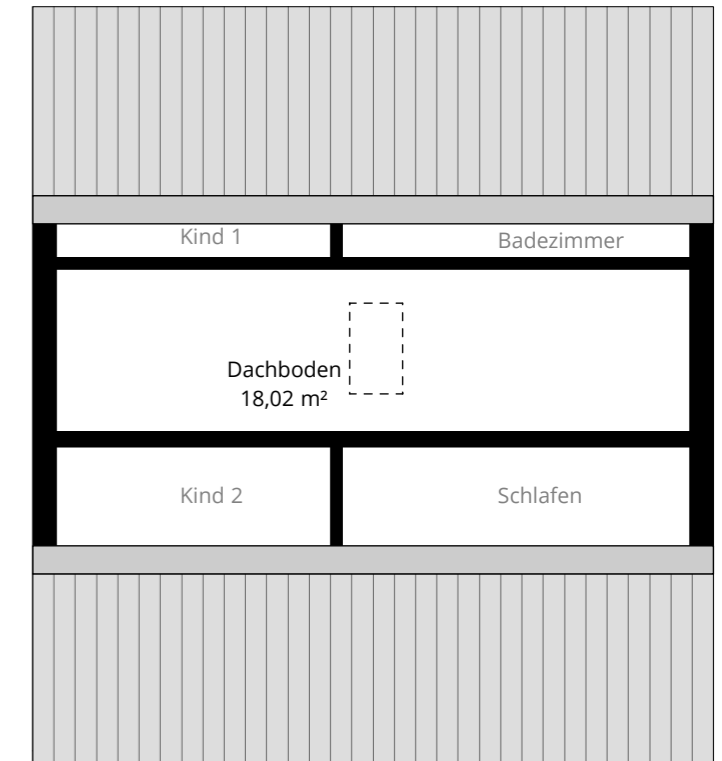 Kind 1
Badezimmer
Dachboden
18,02 m²
Kind 2
Schlafen